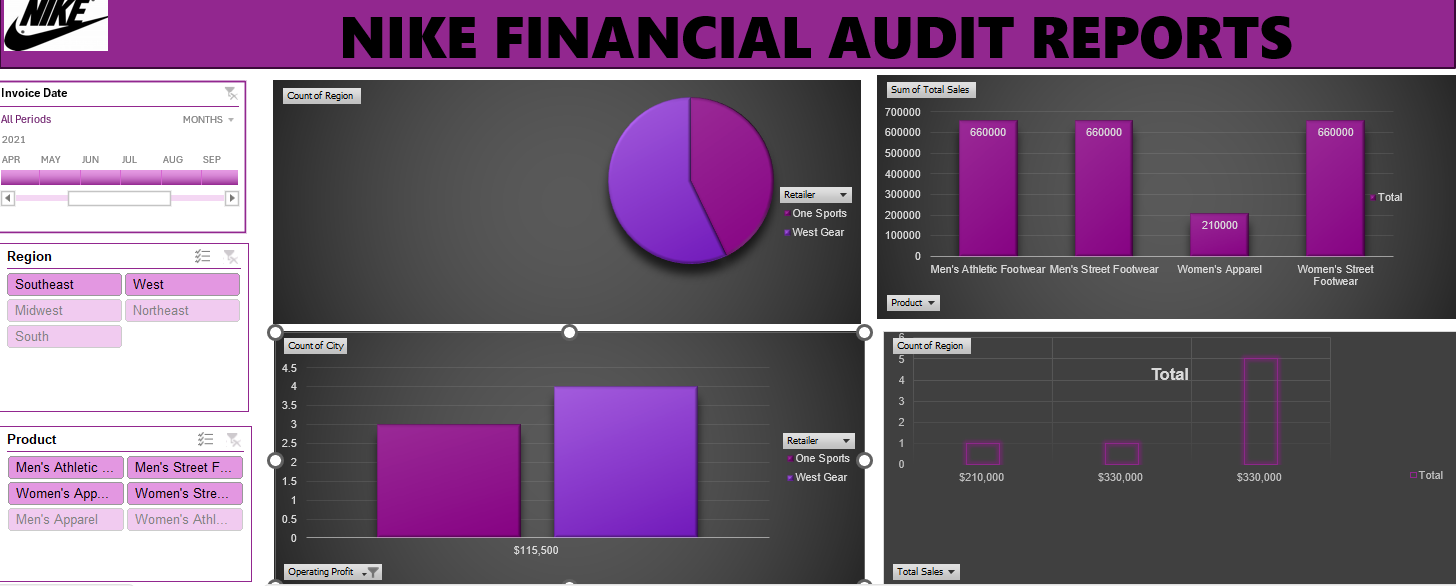 NIKE
NIKE FINANCIAL AUDIT REPORTS
Invoice Date
All Periods
MONTHS
2021
APR MAY JUN JUL AUG SEP
Region
Southeast West
Midwest Northeast
South
Product
Men's Athletic ... Men's Street F...
Women's App... Women's Stre...
Men's Apparel Women's Athl...
Count of Region
Retailer
One Sports
West Gear
Sum of Total Sales
700000
600000
500000
400000
300000
200000
100000
0
660000 660000 210000 660000
Men's Athletic Footwear Men's Street Footwear Women's Apparel Women's Street
Footwear
Total
Product
Count of City
4.5
4
3.5
3
2.5
2
1.5
1
0.5
0
$115,500
Retailer
One Sports
West Gear
Operating Profit
Count of Region
Total
6
5
4
3
2
1
0
$210,000 $330,000 $330,000
Total
Total Sales